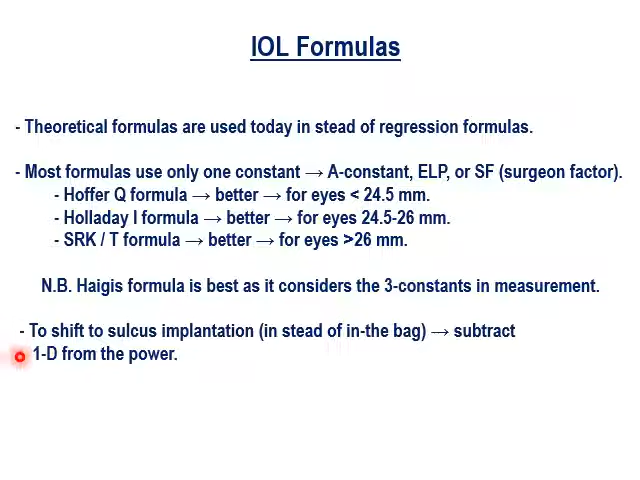 IOL Formulas
- Theoretical formulas are used today in stead of regression formulas.
- Most formulas use only one constant → A-constant, ELP, or SF (surgeon factor).
- Hoffer Q formula → better → for eyes < 24.5 mm.
- Holladay I formula → better → for eyes 24.5-26 mm.
- SRK / T formula → better → for eyes >26 mm.
N.B. Haigis formula is best as it considers the 3-constants in measurement.
- To shift to sulcus implantation (in stead of in-the bag) → subtract
1-D from the power.